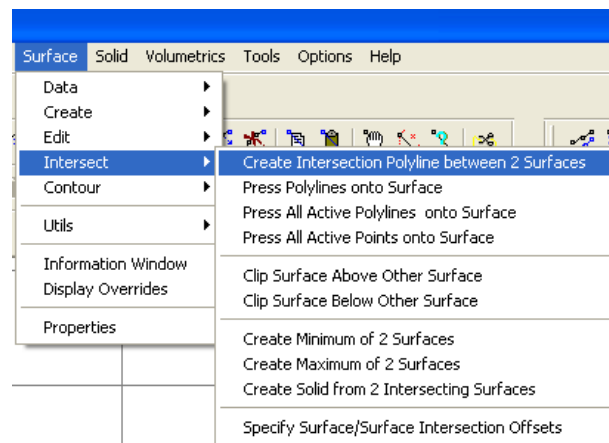 Surface Solid Volumetrics Tools Options Help
Data
Create
Edit
Intersect
Contour
Utils
Information Window
Display Overrides
Properties
Create Intersection Polyline between 2 Surfaces
Press Polylines onto Surface
Press All Active Polylines onto Surface
Press All Active Points onto Surface
Clip Surface Above Other Surface
Clip Surface Below Other Surface
Create Minimum of 2 Surfaces
Create Maximum of 2 Surfaces
Create Solid from 2 Intersecting Surfaces
Specify Surface/Surface Intersection Offsets